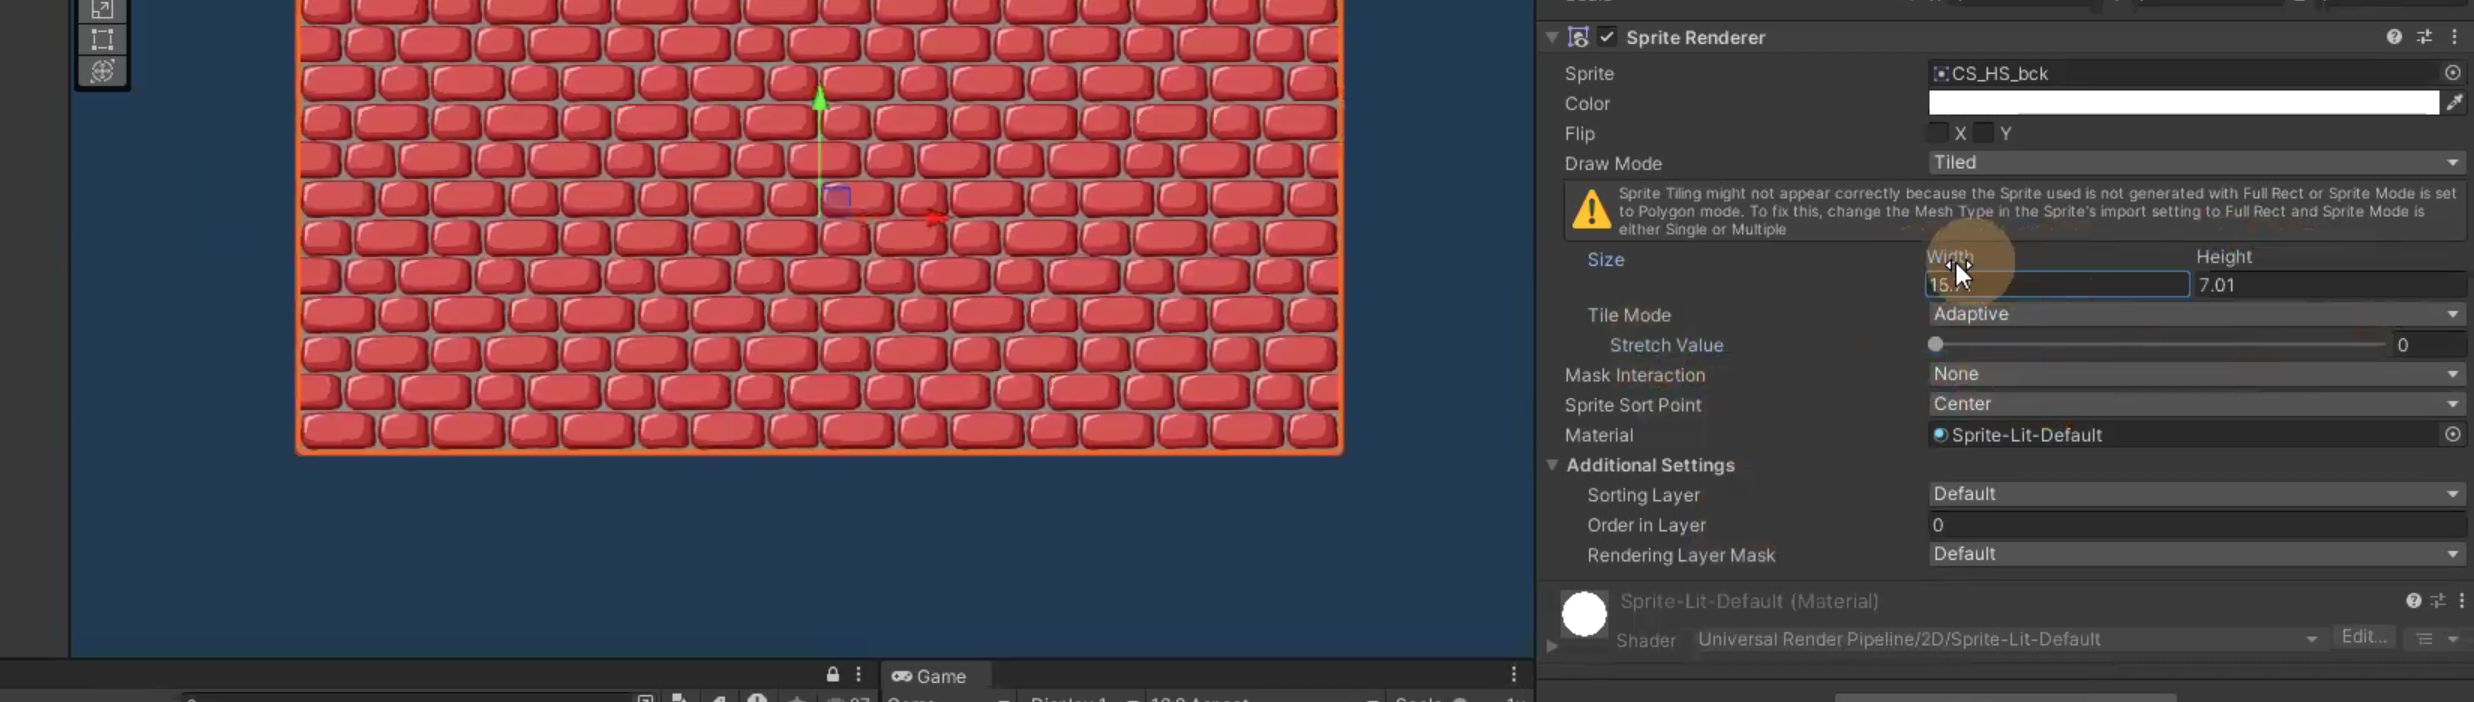 Sprite Renderer
Sprite
CS_HS_bck
Color
Flip
X
Y
Draw Mode
Tiled
Sprite Tiling might not appear correctly because the Sprite used is not generated with Full Rect or Sprite Mode is set
to Polygon mode. To fix this, change the Mesh Type in the Sprite's import setting to Full Rect and Sprite Mode is
either Single or Multiple
Size
Width
Height
7.01
Tile Mode
Adaptive
Stretch Value
0
Mask Interaction
None
Sprite Sort Point
Center
Material
Sprite-Lit-Default
Additional Settings
Sorting Layer
Default
Order in Layer
0
Rendering Layer Mask
Default
Sprite-Lit-Default (Material)
Shader
Universal Render Pipeline/2D/Sprite-Lit-Default
Edit...
Game